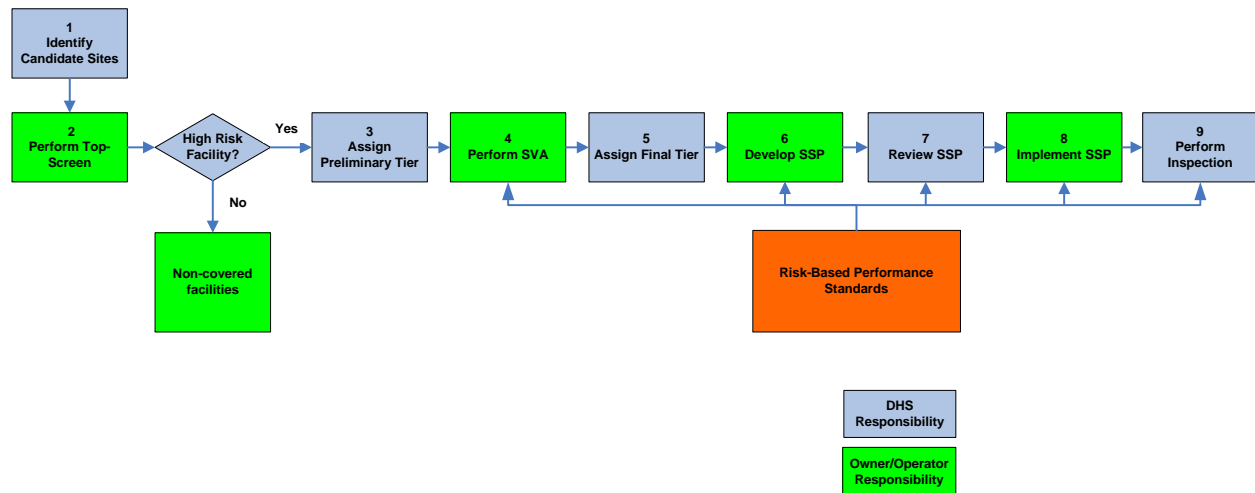 1
Identify
Candidate Sites
2
Perform Top-
Screen
High Risk
Facility?
Yes
No
3
Assign
Preliminary Tier
4
Perform SVA
5
Assign Final Tier
6
Develop SSP
7
Review SSP
8
Implement SSP
9
Perform
Inspection
Non-covered
facilities
Risk-Based Performance
Standards
DHS
Responsibility
Owner/Operator
Responsibility